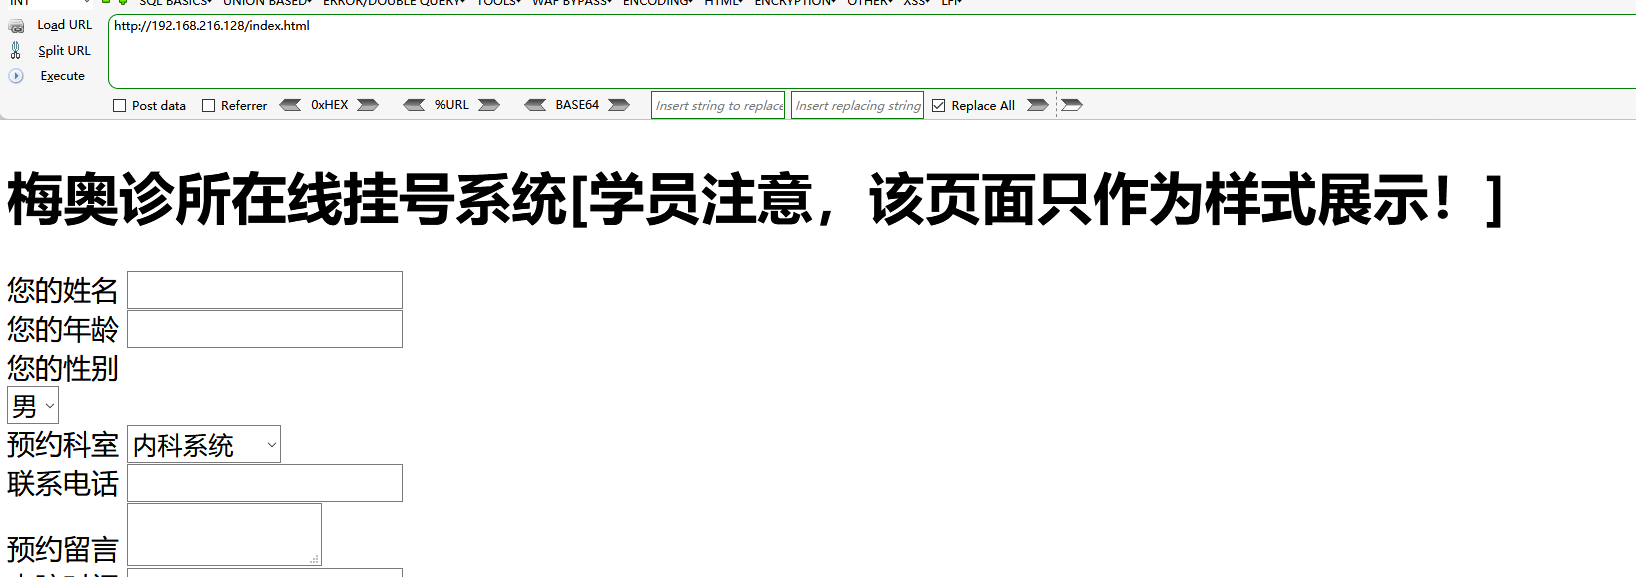 INT SQL BASICS UNION BASED ERROR/DOUBLE QUERY TOOLS WAF BYPASS ENCODING HTML ENCRYPTION OTHER XSS LFI
Load URL http://192.168.216.128/index.html
Split URL
Execute
Post data Referrer 0xHEX %URL BASE64 Insert string to replace Insert replacing string Replace All
梅奥诊所在线挂号系统[学员注意，该页面只作为样式展示！]
您的姓名
您的年龄
您的性别
男
预约科室 内科系统
联系电话
预约留言